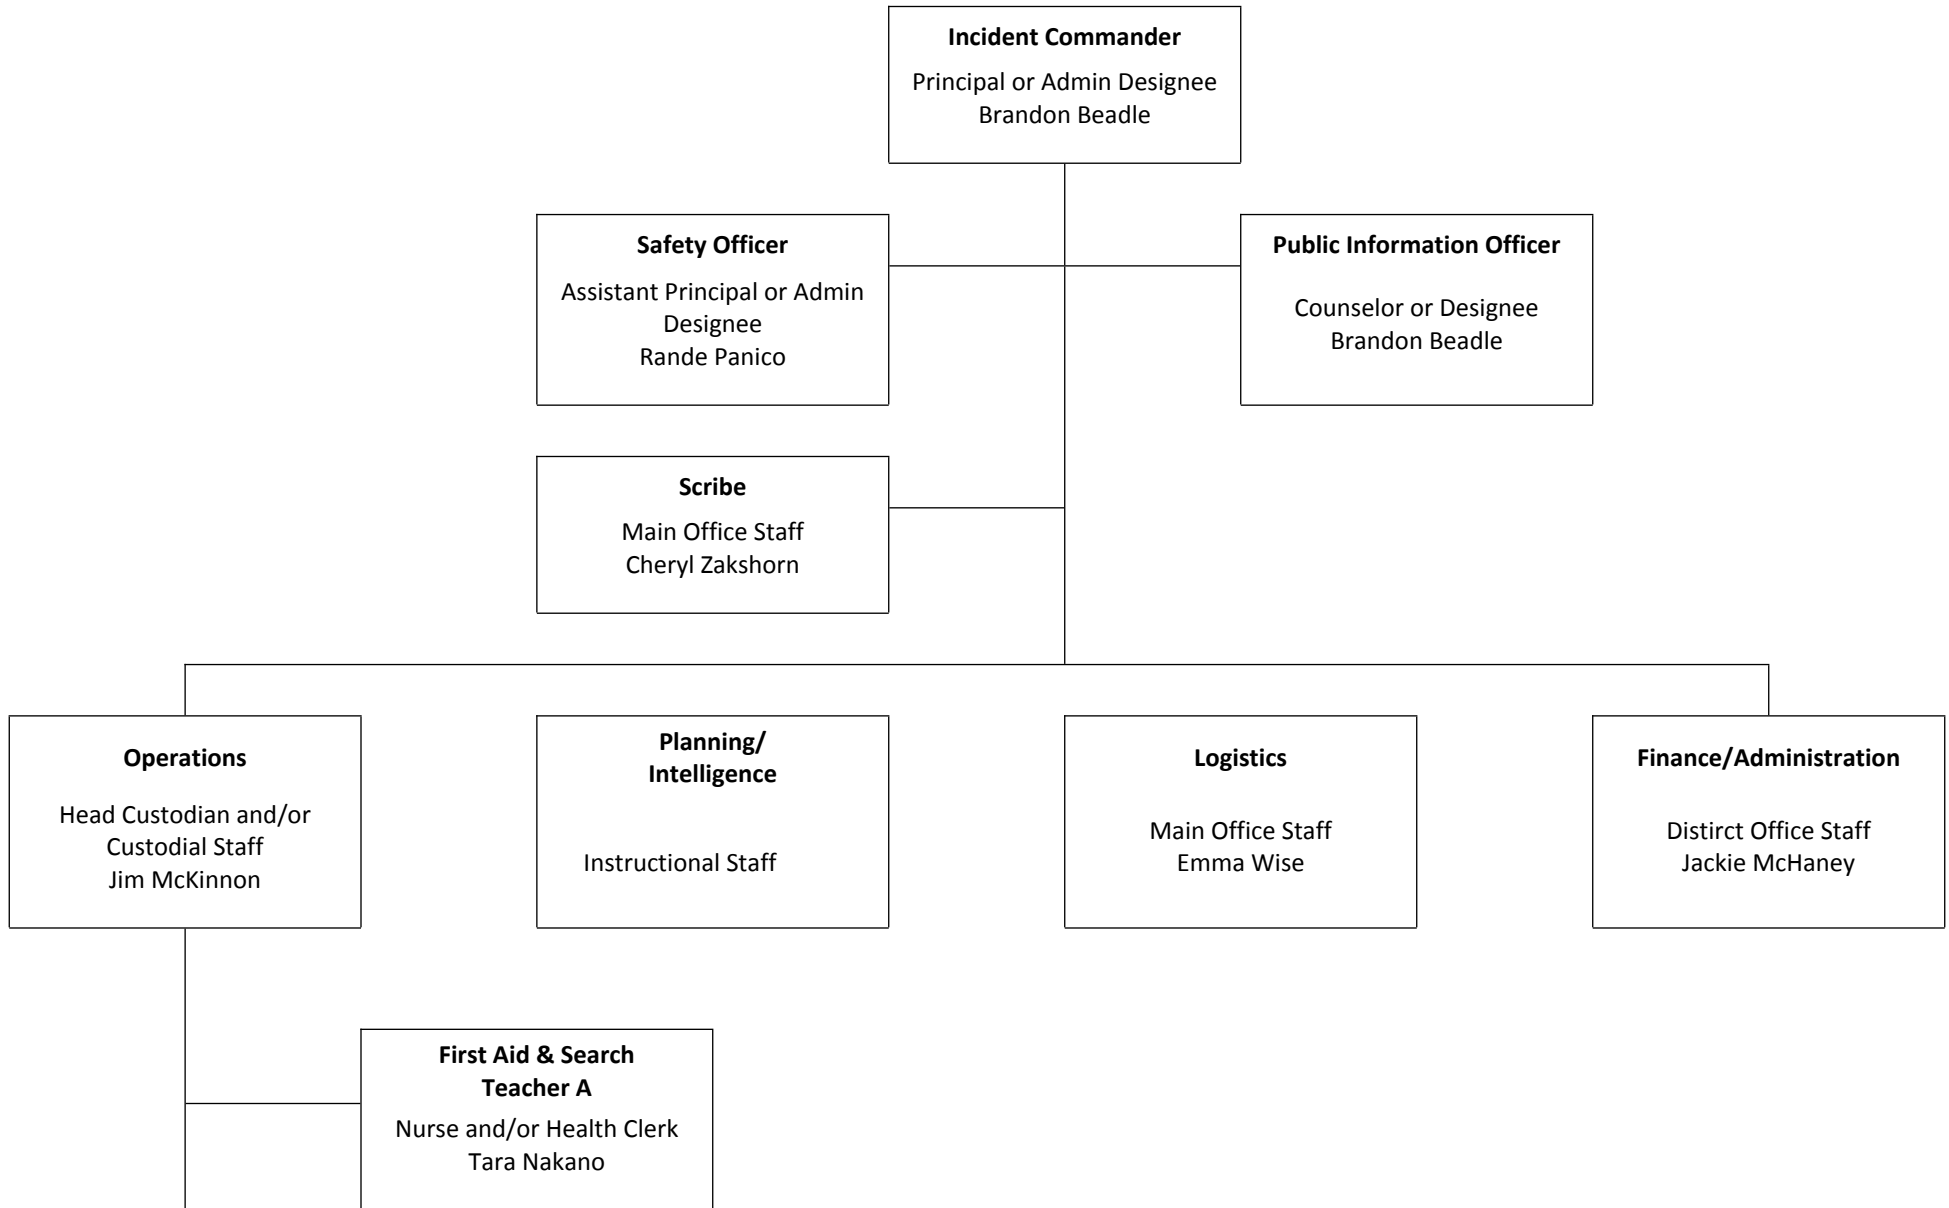 Incident Commander
Principal or Admin Designee
Brandon Beadle
Safety Officer
Assistant Principal or Admin
Designee
Rande Panico
Public Information Officer
Counselor or Designee
Brandon Beadle
Scribe
Main Office Staff
Cheryl Zakshorn
Operations
Head Custodian and/or
Custodial Staff
Jim McKinnon
Planning/
Intelligence
Instructional Staff
Logistics
Main Office Staff
Emma Wise
Finance/Administration
Distirct Office Staff
Jackie McHaney
First Aid & Search
Teacher A
Nurse and/or Health Clerk
Tara Nakano